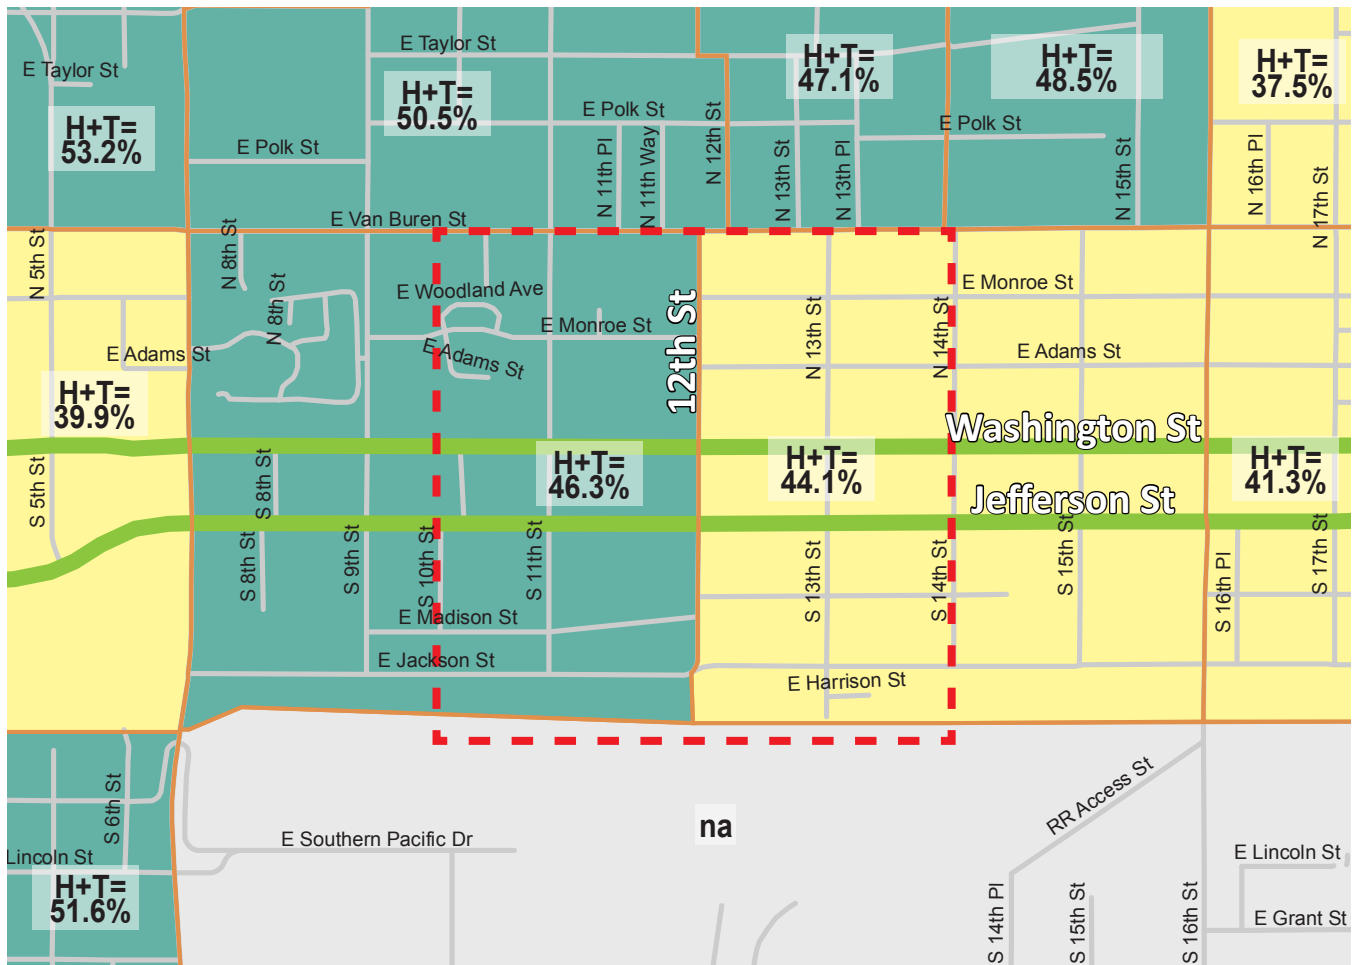 E Taylor St
H+T=
53.2%
E Taylor St
H+T=
50.5%
E Polk St
E Polk St
N 11th Pl
N 11th Way
N 12th St
H+T=
47.1%
N 13th St
N 13th Pl
H+T=
48.5%
E Polk St
N 15th St
H+T=
37.5%
N 16th Pl
N 17th St
E Van Buren St
N 5th St
N 8th St
N 8th St
E Adams St
H+T=
39.9%
S 5th St
E Woodland Ave
E Monroe St
E Adams St
12th St
N 13th St
N 14th St
E Monroe St
E Adams St
Washington St
Jefferson St
H+T=
46.3%
H+T=
44.1%
H+T=
41.3%
S 8th St
S 8th St
S 9th St
S 10th St
S 11th St
S 13th St
S 14th St
S 15th St
S 16th Pl
S 17th St
E Madison St
E Jackson St
E Harrison St
S 6th St
Lincoln St
H+T=
51.6%
E Southern Pacific Dr
na
RR Access St
S 14th Pl
S 15th St
S 16th St
E Lincoln St
E Grant St